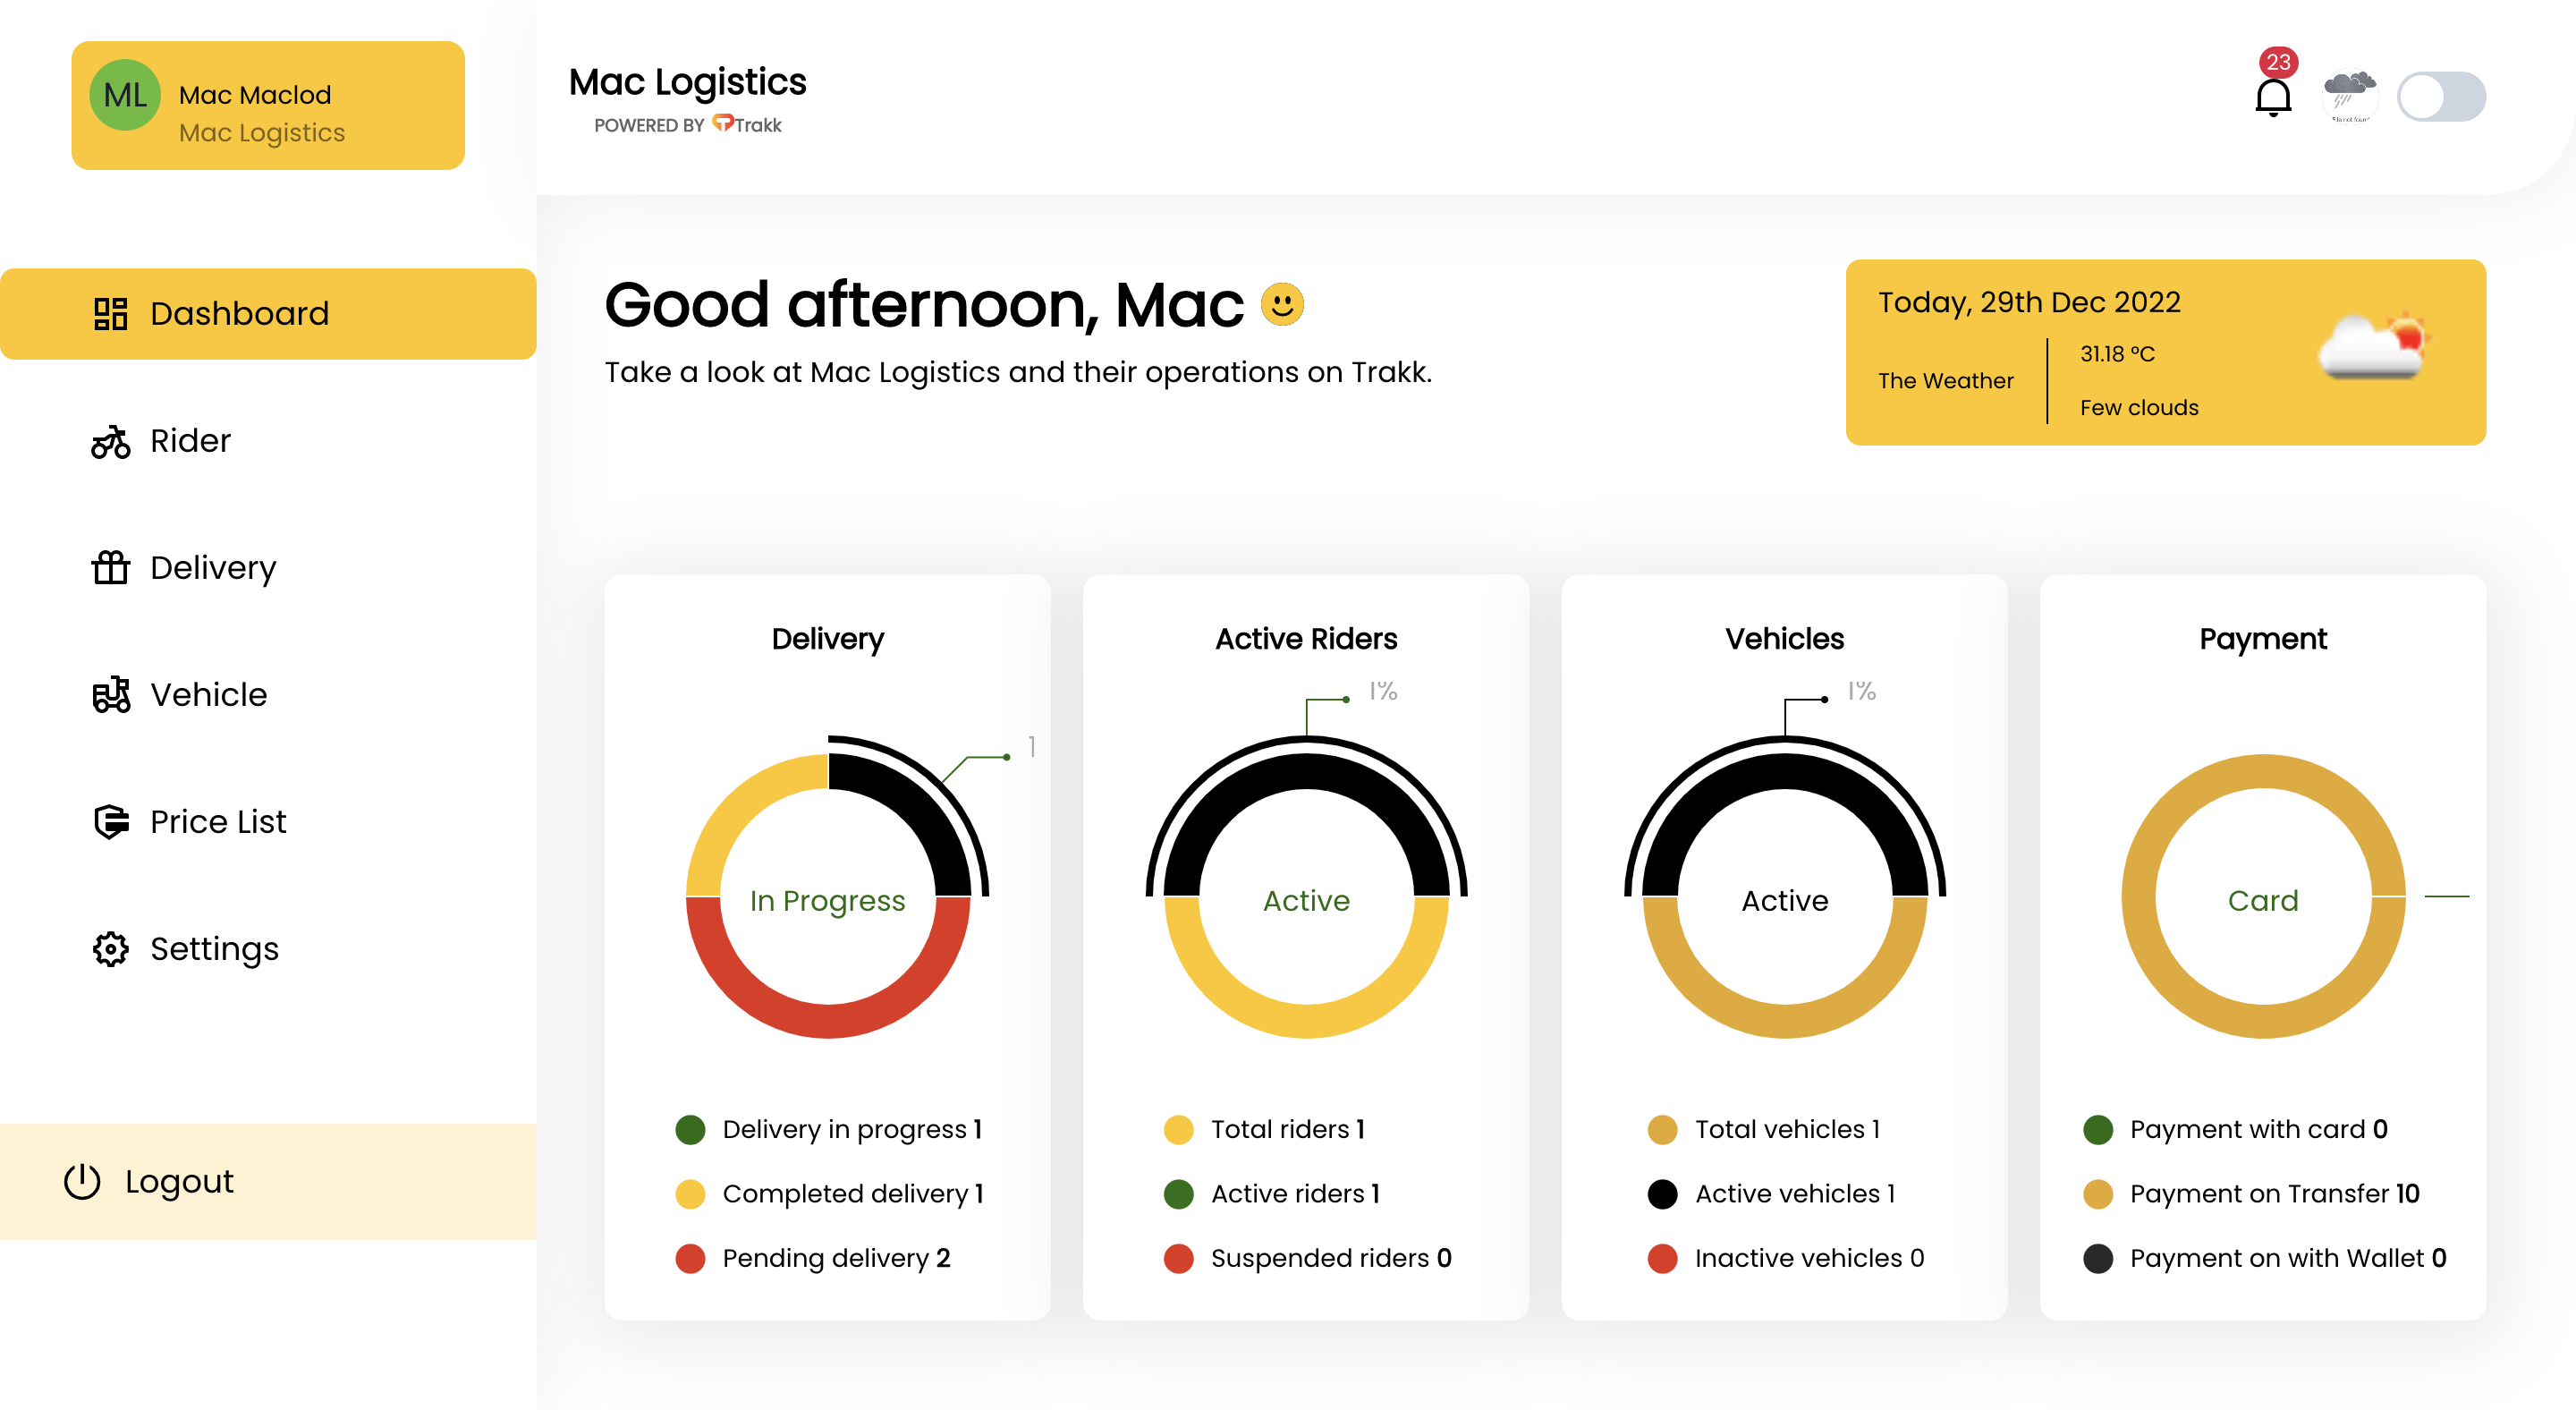 ML
Mac Maclod
Mac Logistics
Dashboard
Rider
Delivery
Vehicle
Price List
Settings
Logout
Mac Logistics
POWERED BY Trakk
23
Good afternoon, Mac
Take a look at Mac Logistics and their operations on Trakk.
Today, 29th Dec 2022
The Weather
31.18 °C
Few clouds
Delivery
1
In Progress
Delivery in progress 1
Completed delivery 1
Pending delivery 2
Active Riders
1%
Active
Total riders 1
Active riders 1
Suspended riders 0
Vehicles
1%
Active
Total vehicles 1
Active vehicles 1
Inactive vehicles 0
Payment
Card
Payment with card 0
Payment on Transfer 10
Payment on with Wallet 0